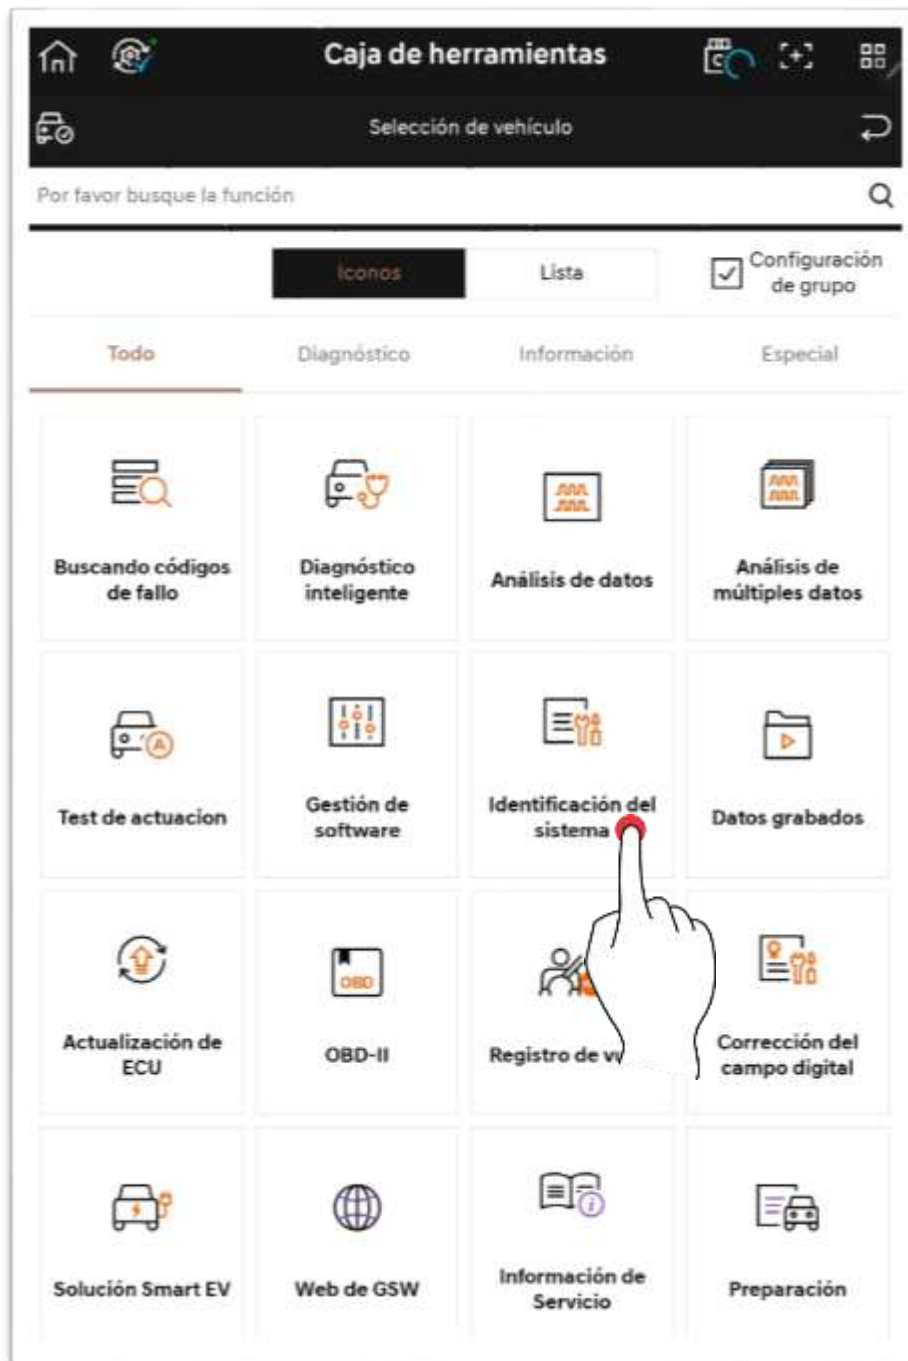 Caja de herramientas
Selección de vehículo
Por favor busque la función
Iconos
Lista
Configuración
de grupo
Todo
Diagnóstico
Información
Especial
Buscando códigos
de fallo
Diagnóstico
inteligente
Análisis de datos
Análisis de
múltiples datos
Test de actuacion
Gestión de
software
Identificación del
sistema
Datos grabados
Actualización de
ECU
OBD
OBD-II
Registro de
Corrección del
campo digital
Solución Smart EV
Web de GSW
Información de
Servicio
Preparación